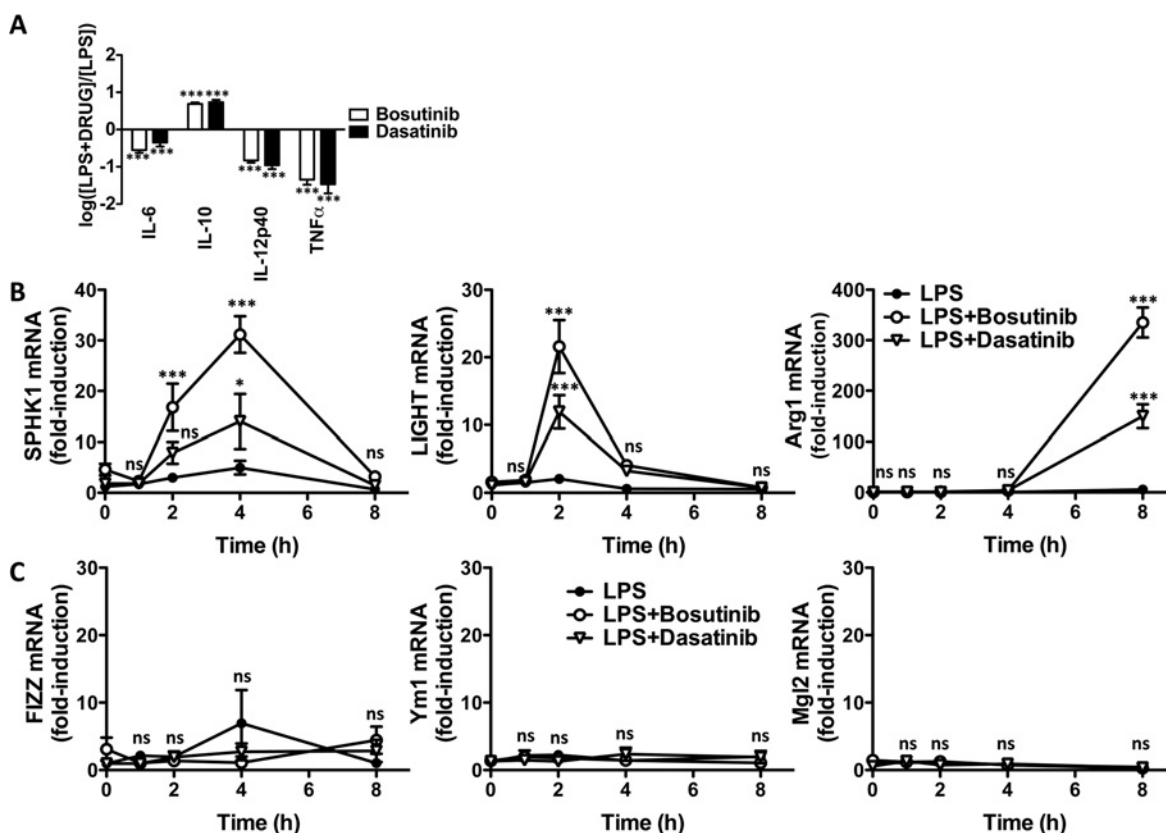 A
log([LPS+DRUG]/[LPS])
2
1
0
-1
-2
*** ***
*** ***
*** ***
*** ***
IL-6
IL-10
IL-12p40
TNFα
Bosutinib
Dasatinib
B
SPHK1 mRNA
(fold-induction)
40
30
20
10
0
ns
***
ns
***
*
ns
0 2 4 6 8
Time (h)
LIGHT mRNA
(fold-induction)
30
20
10
0
ns
***
***
ns
ns
0 2 4 6 8
Time (h)
Arg1 mRNA
(fold-induction)
400
300
200
100
0
LPS
LPS+Bosutinib
LPS+Dasatinib
ns ns ns ns
***
***
0 2 4 6 8
Time (h)
C
FIZZ mRNA
(fold-induction)
30
20
10
0
ns ns ns ns
0 2 4 6 8
Time (h)
Ym1 mRNA
(fold-induction)
30
20
10
0
LPS
LPS+Bosutinib
LPS+Dasatinib
ns ns ns ns
0 2 4 6 8
Time (h)
Mgl2 mRNA
(fold-induction)
30
20
10
0
ns ns ns ns
0 2 4 6 8
Time (h)